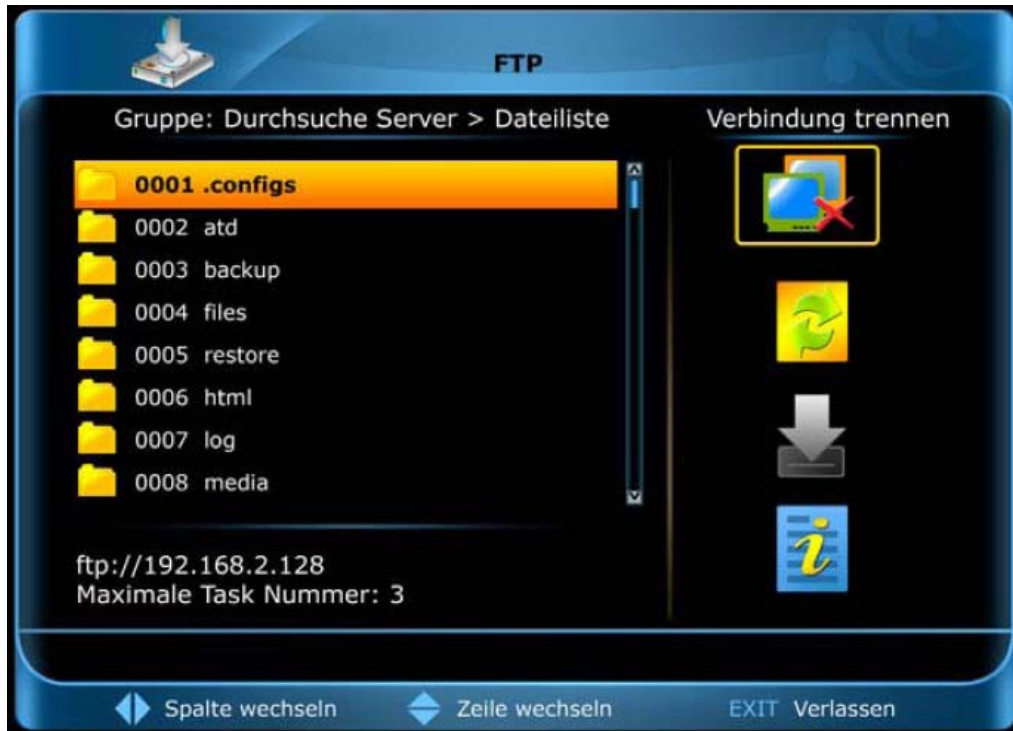 FTP
Gruppe: Durchsuche Server > Dateiliste
Verbindung trennen
0001 .configs
0002 atd
0003 backup
0004 files
0005 restore
0006 html
0007 log
0008 media
ftp://192.168.2.128
Maximale Task Nummer: 3
Spalte wechseln
Zeile wechseln
EXIT Verlassen